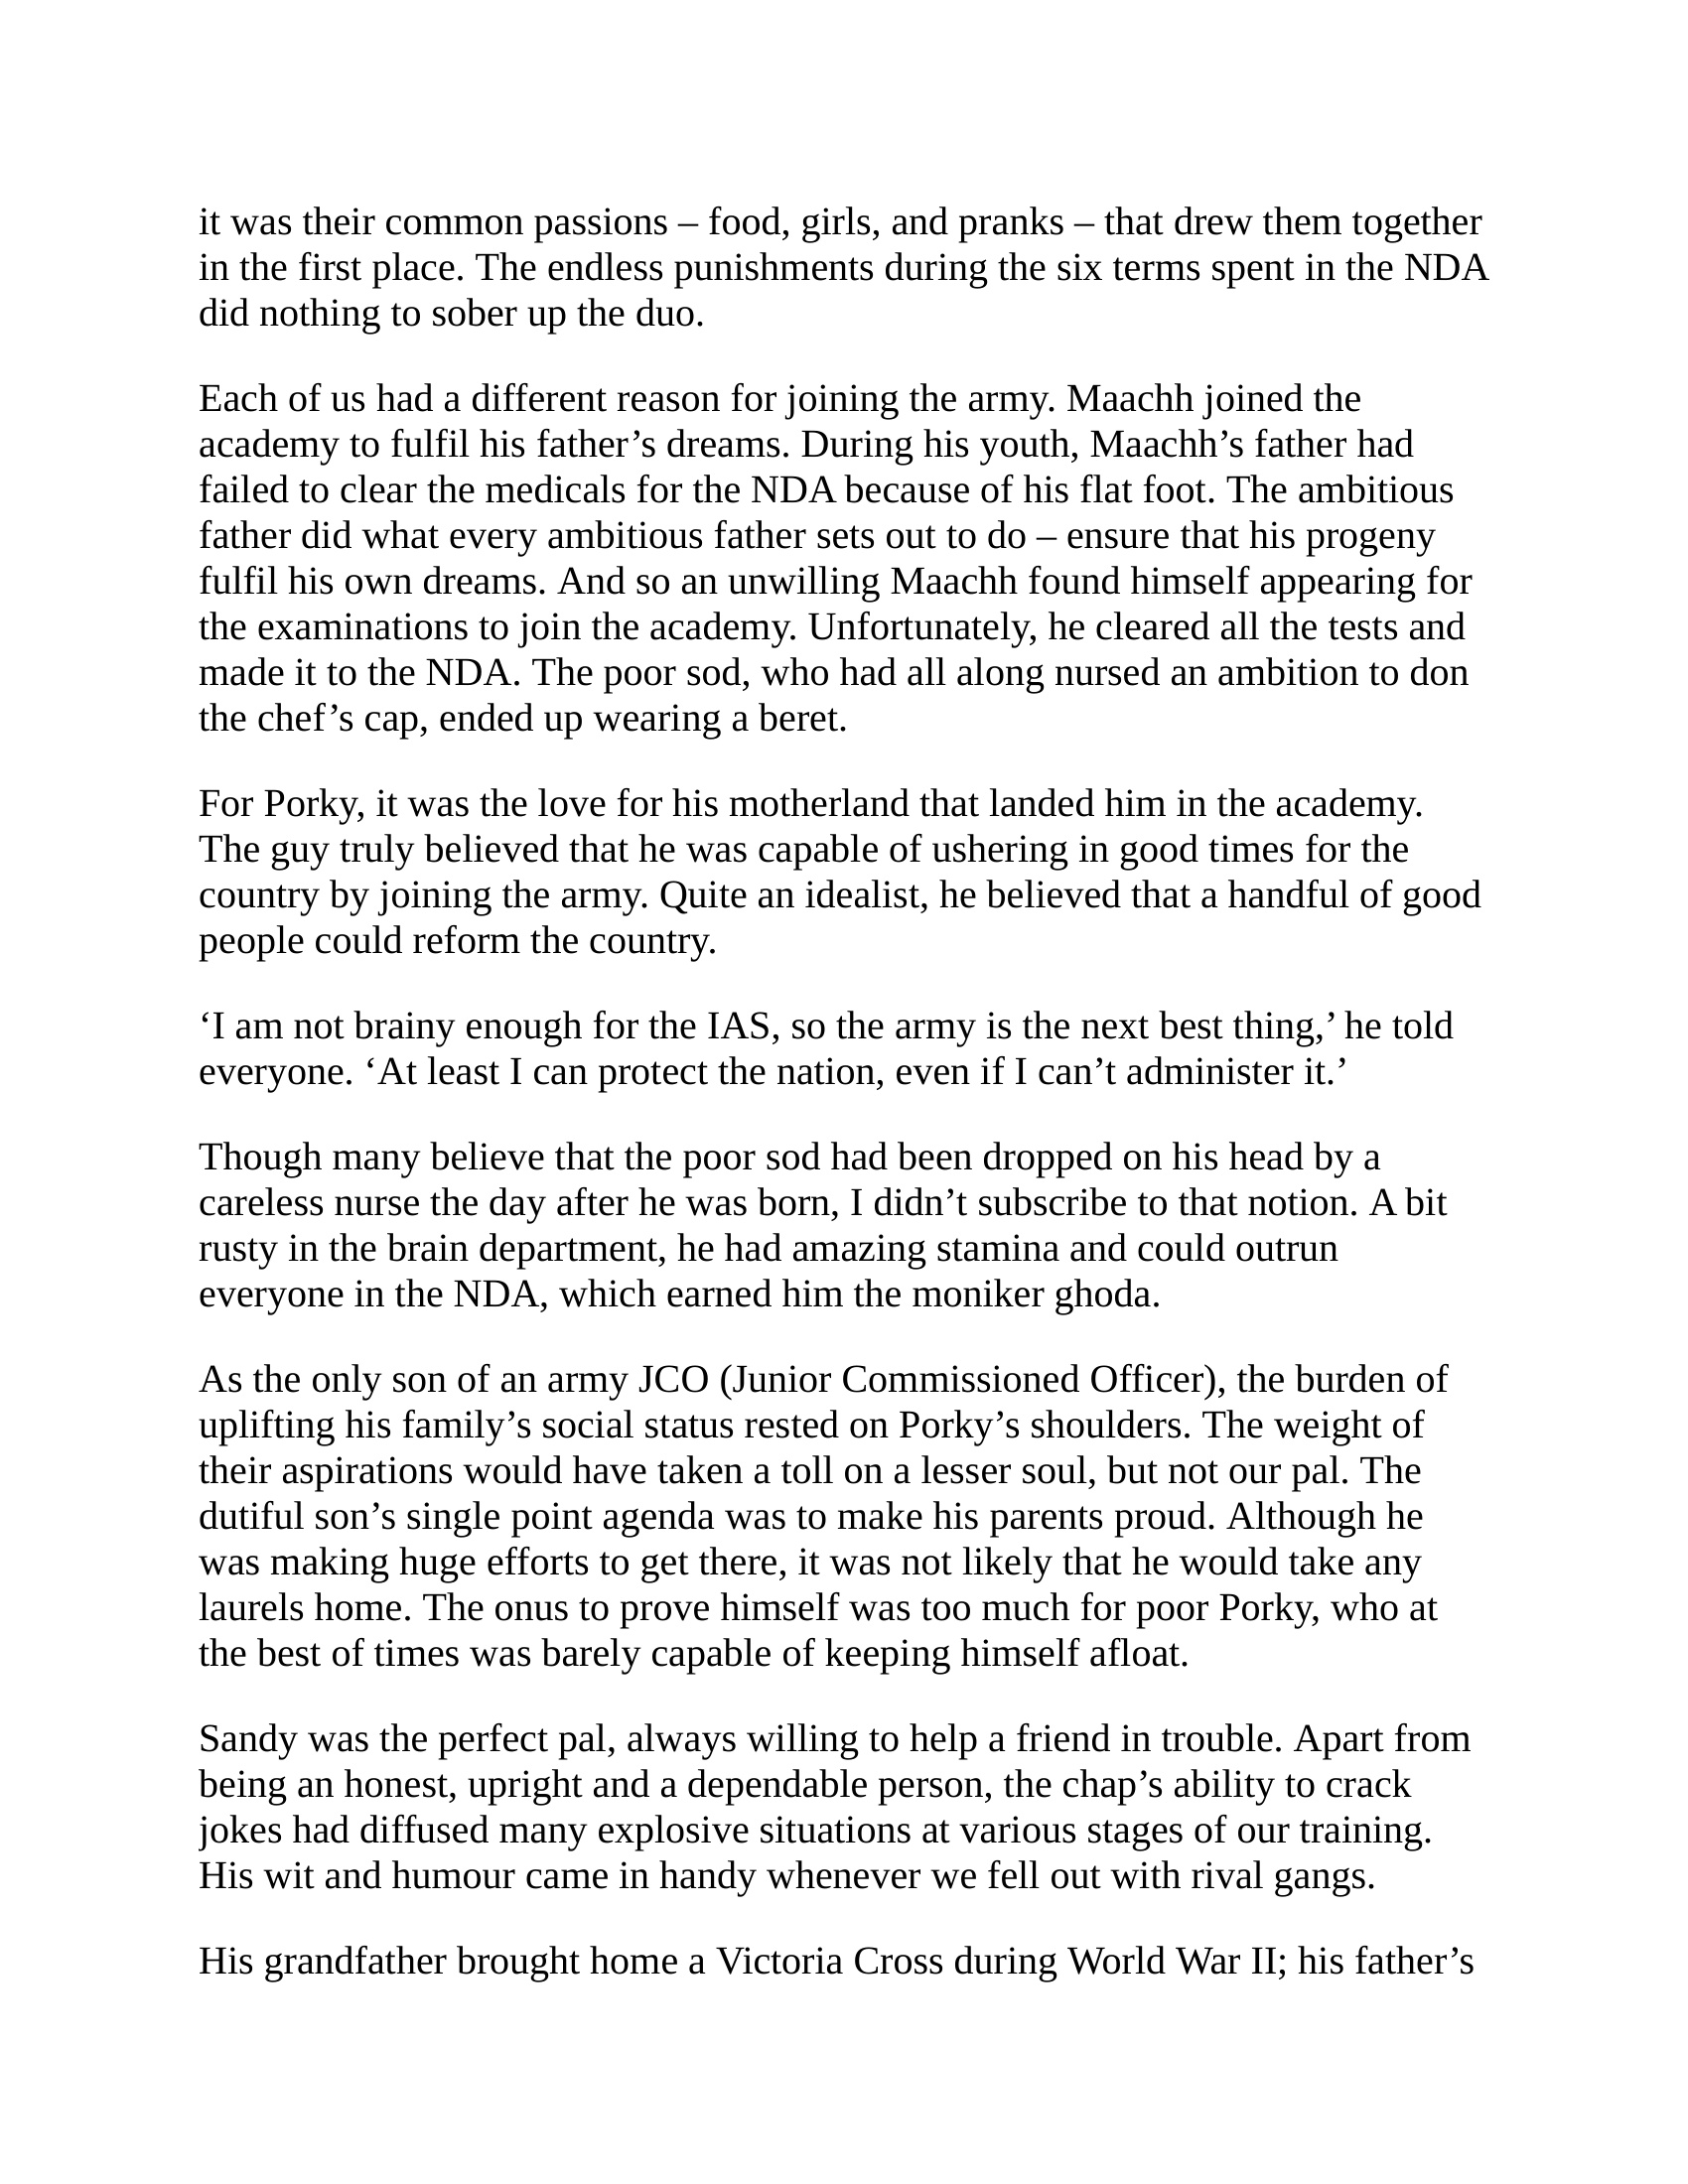 it was their common passions – food, girls, and pranks – that drew them together
in the first place. The endless punishments during the six terms spent in the NDA
did nothing to sober up the duo.
Each of us had a different reason for joining the army. Maachh joined the
academy to fulfil his father’s dreams. During his youth, Maachh’s father had
failed to clear the medicals for the NDA because of his flat foot. The ambitious
father did what every ambitious father sets out to do – ensure that his progeny
fulfil his own dreams. And so an unwilling Maachh found himself appearing for
the examinations to join the academy. Unfortunately, he cleared all the tests and
made it to the NDA. The poor sod, who had all along nursed an ambition to don
the chef’s cap, ended up wearing a beret.
For Porky, it was the love for his motherland that landed him in the academy.
The guy truly believed that he was capable of ushering in good times for the
country by joining the army. Quite an idealist, he believed that a handful of good
people could reform the country.
‘I am not brainy enough for the IAS, so the army is the next best thing,’ he told
everyone. ‘At least I can protect the nation, even if I can’t administer it.’
Though many believe that the poor sod had been dropped on his head by a
careless nurse the day after he was born, I didn’t subscribe to that notion. A bit
rusty in the brain department, he had amazing stamina and could outrun
everyone in the NDA, which earned him the moniker ghoda.
As the only son of an army JCO (Junior Commissioned Officer), the burden of
uplifting his family’s social status rested on Porky’s shoulders. The weight of
their aspirations would have taken a toll on a lesser soul, but not our pal. The
dutiful son’s single point agenda was to make his parents proud. Although he
was making huge efforts to get there, it was not likely that he would take any
laurels home. The onus to prove himself was too much for poor Porky, who at
the best of times was barely capable of keeping himself afloat.
Sandy was the perfect pal, always willing to help a friend in trouble. Apart from
being an honest, upright and a dependable person, the chap’s ability to crack
jokes had diffused many explosive situations at various stages of our training.
His wit and humour came in handy whenever we fell out with rival gangs.
His grandfather brought home a Victoria Cross during World War II; his father’s